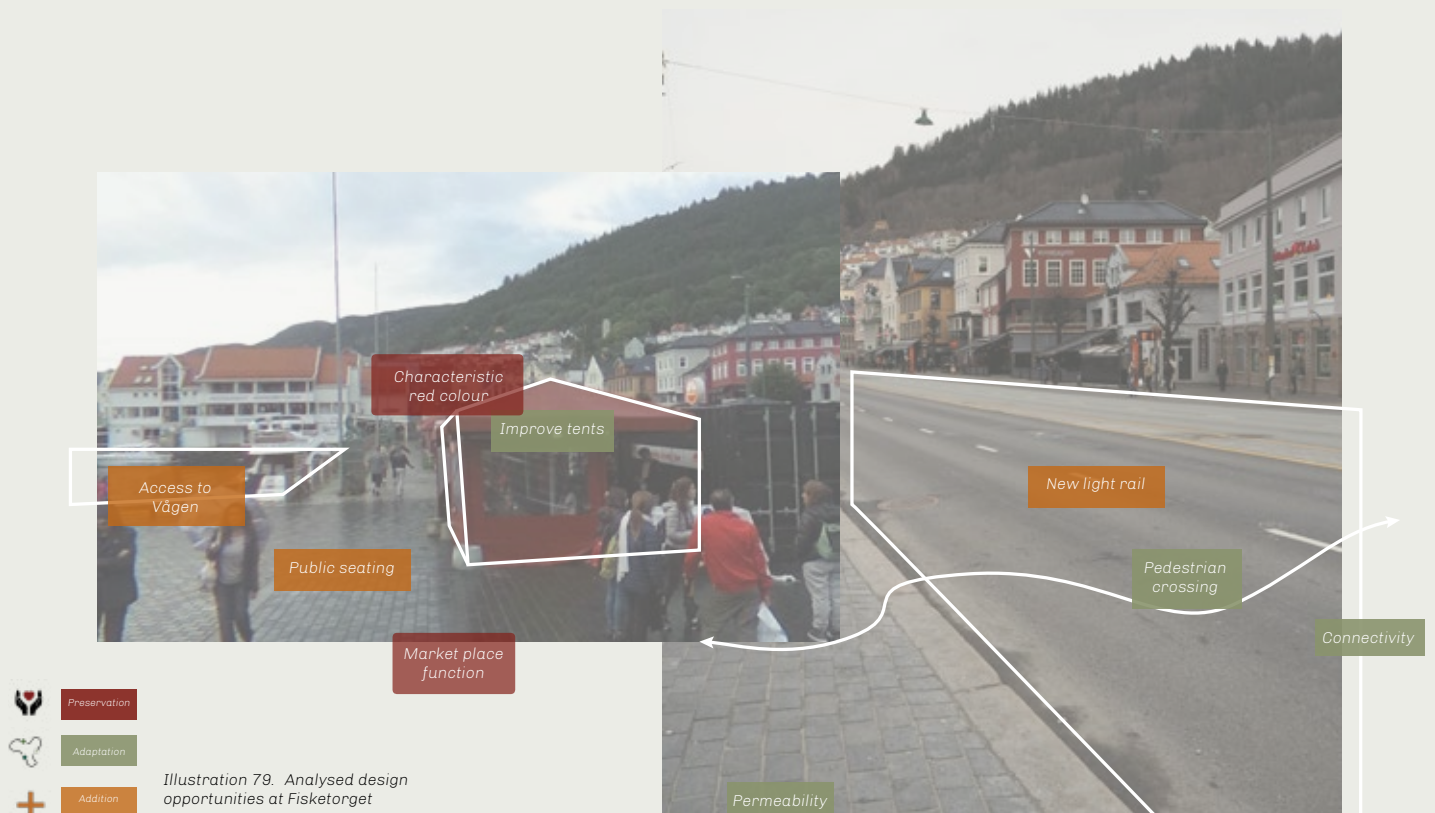 Characteristic
red colour
Improve tents
Access to
Vågen
New light rail
Public seating
Pedestrian
crossing
Connectivity
Market place
function
Preservation
Adaptation
Addition
Illustration 79. Analysed design
opportunities at Fisketorget
Permeability